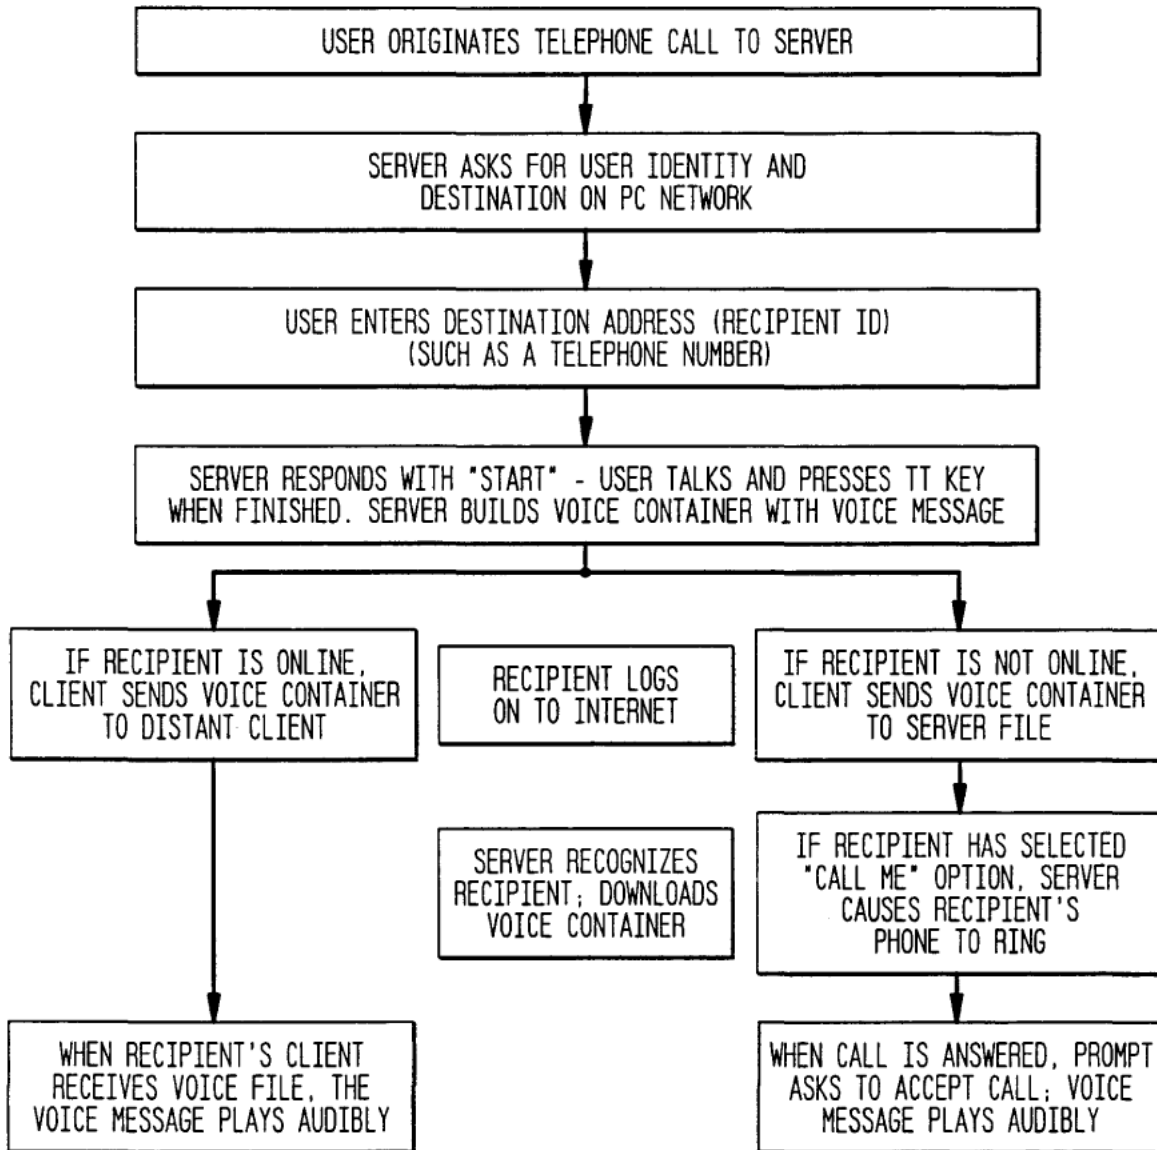 USER ORIGINATES TELEPHONE CALL TO SERVER
SERVER ASKS FOR USER IDENTITY AND
DESTINATION ON PC NETWORK
USER ENTERS DESTINATION ADDRESS (RECIPIENT ID)
(SUCH AS A TELEPHONE NUMBER)
SERVER RESPONDS WITH "START" - USER TALKS AND PRESSES TT KEY
WHEN FINISHED. SERVER BUILDS VOICE CONTAINER WITH VOICE MESSAGE
IF RECIPIENT IS ONLINE,
CLIENT SENDS VOICE CONTAINER
TO DISTANT CLIENT
RECIPIENT LOGS
ON TO INTERNET
IF RECIPIENT IS NOT ONLINE,
CLIENT SENDS VOICE CONTAINER
TO SERVER FILE
SERVER RECOGNIZES
RECIPIENT; DOWNLOADS
VOICE CONTAINER
IF RECIPIENT HAS SELECTED
"CALL ME" OPTION, SERVER
CAUSES RECIPIENT'S
PHONE TO RING
WHEN RECIPIENT'S CLIENT
RECEIVES VOICE FILE, THE
VOICE MESSAGE PLAYS AUDIBLY
WHEN CALL IS ANSWERED, PROMPT
ASKS TO ACCEPT CALL; VOICE
MESSAGE PLAYS AUDIBLY